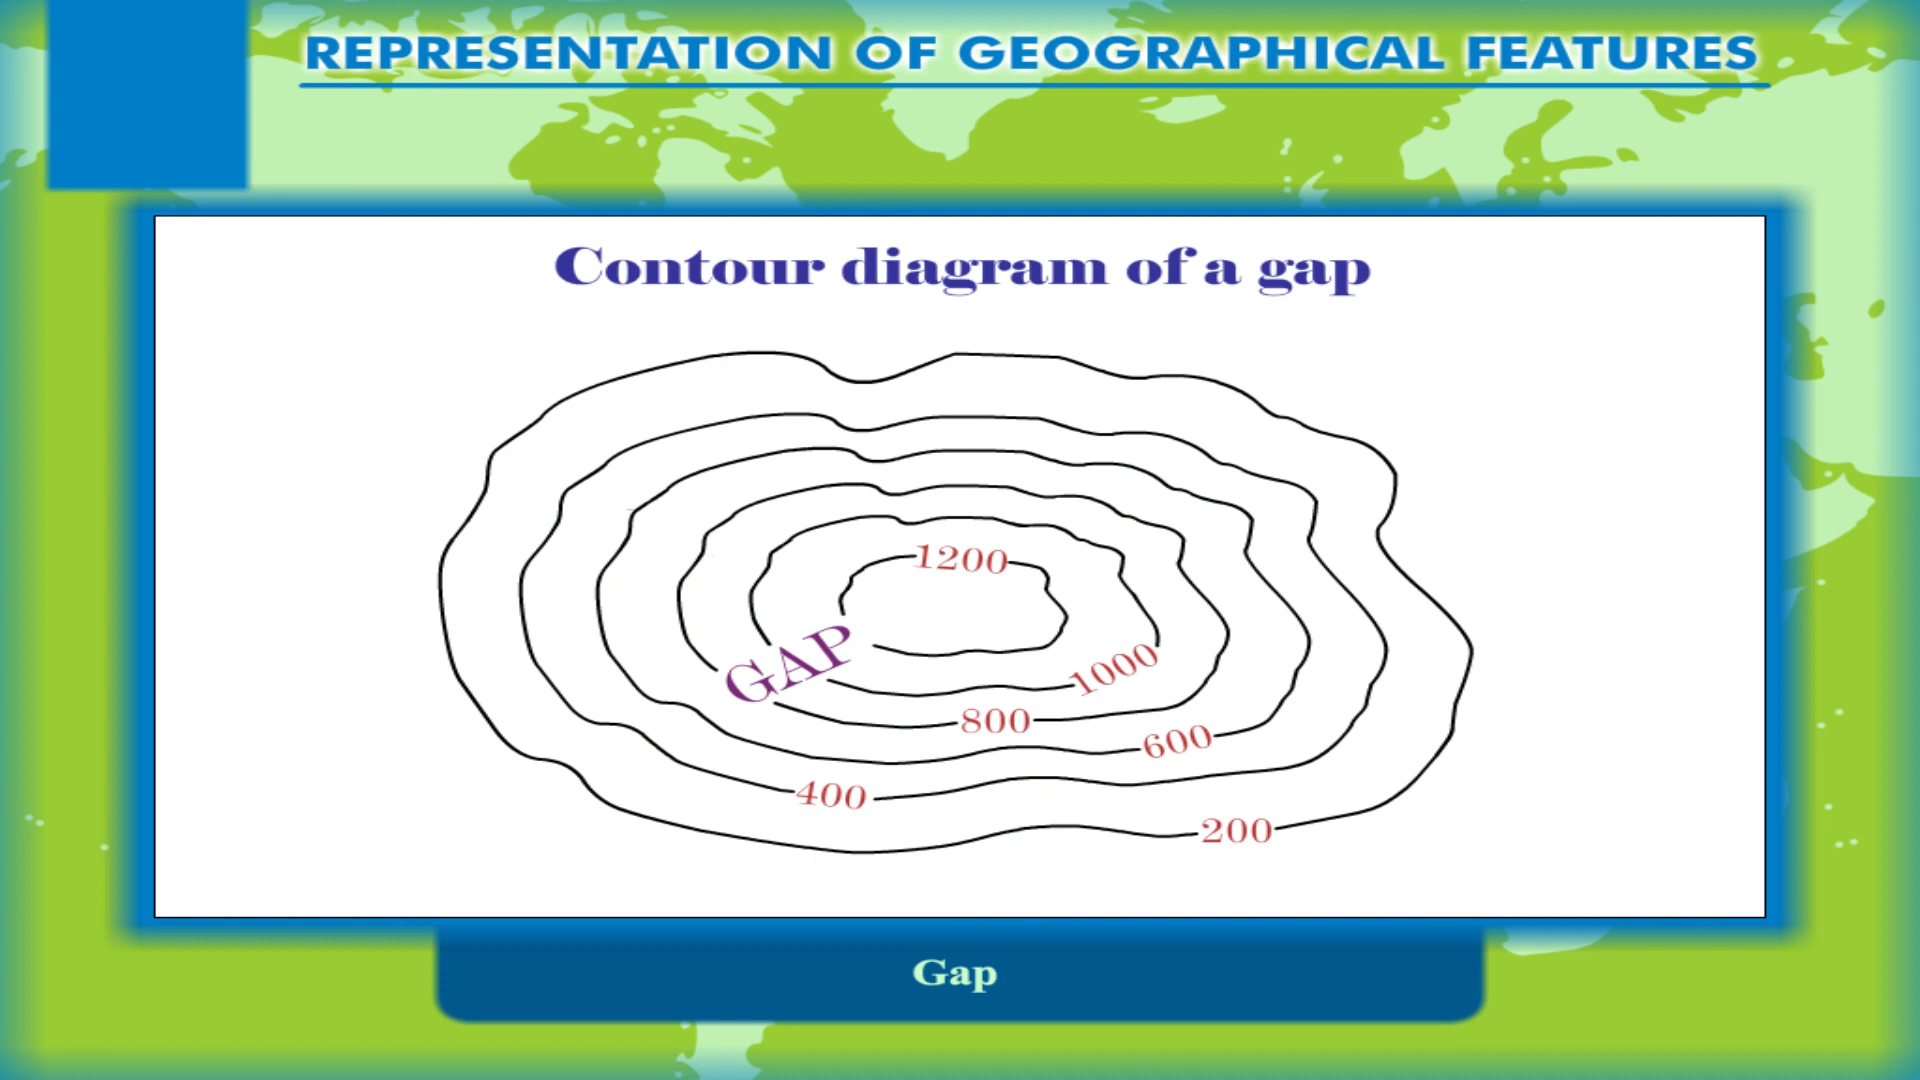 REPRESENTATION OF GEOGRAPHICAL FEATURES
Contour diagram of a gap
1200
GAP
1000
800
600
400
200
Gap